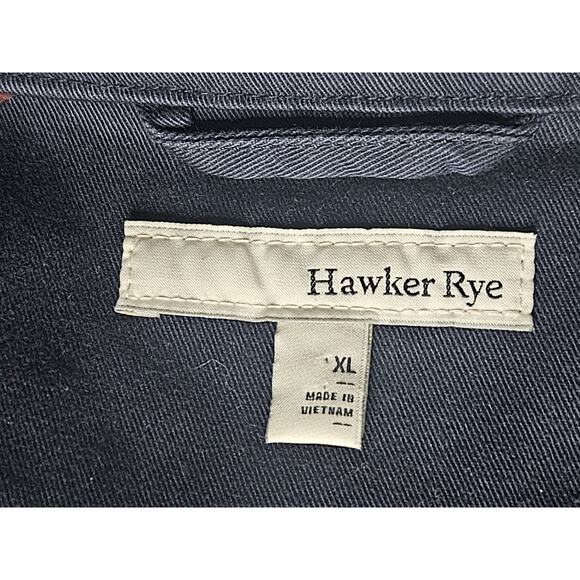 Hawker Rye
XL
MADE IN
VIETNAM